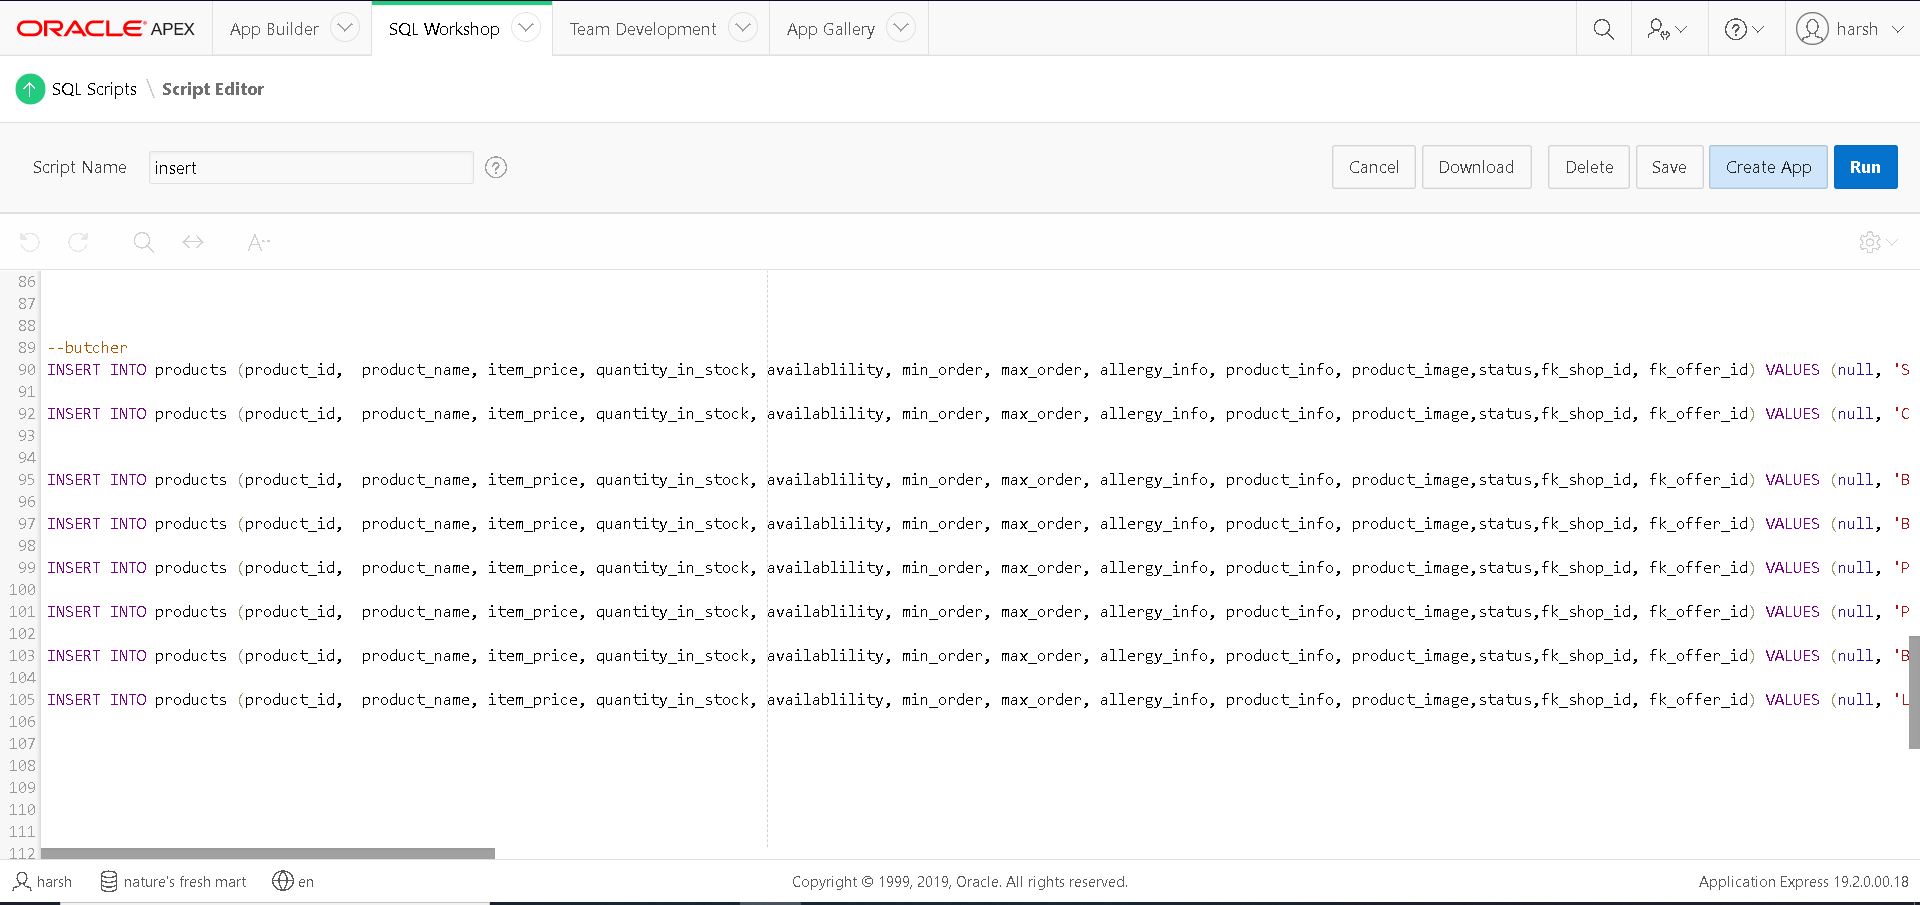 ORACLE APEX App Builder SQL Workshop Team Development App Gallery harsh
SQL Scripts \ Script Editor
Script Name insert ? Cancel Download Delete Save Create App Run
86
87
88
89 --butcher
90 INSERT INTO products (product_id,  product_name, item_price, quantity_in_stock, availablility, min_order, max_order, allergy_info, product_info, product_image,status,fk_shop_id, fk_offer_id) VALUES (null, 'S
91
92 INSERT INTO products (product_id,  product_name, item_price, quantity_in_stock, availablility, min_order, max_order, allergy_info, product_info, product_image,status,fk_shop_id, fk_offer_id) VALUES (null, 'C
93
94
95 INSERT INTO products (product_id,  product_name, item_price, quantity_in_stock, availablility, min_order, max_order, allergy_info, product_info, product_image,status,fk_shop_id, fk_offer_id) VALUES (null, 'B
96
97 INSERT INTO products (product_id,  product_name, item_price, quantity_in_stock, availablility, min_order, max_order, allergy_info, product_info, product_image,status,fk_shop_id, fk_offer_id) VALUES (null, 'B
98
99 INSERT INTO products (product_id,  product_name, item_price, quantity_in_stock, availablility, min_order, max_order, allergy_info, product_info, product_image,status,fk_shop_id, fk_offer_id) VALUES (null, 'P
100
101 INSERT INTO products (product_id,  product_name, item_price, quantity_in_stock, availablility, min_order, max_order, allergy_info, product_info, product_image,status,fk_shop_id, fk_offer_id) VALUES (null, 'P
102
103 INSERT INTO products (product_id,  product_name, item_price, quantity_in_stock, availablility, min_order, max_order, allergy_info, product_info, product_image,status,fk_shop_id, fk_offer_id) VALUES (null, 'B
104
105 INSERT INTO products (product_id,  product_name, item_price, quantity_in_stock, availablility, min_order, max_order, allergy_info, product_info, product_image,status,fk_shop_id, fk_offer_id) VALUES (null, 'L
106
107
108
109
110
111
112
harsh nature's fresh mart en Copyright © 1999, 2019, Oracle. All rights reserved. Application Express 19.2.0.00.18